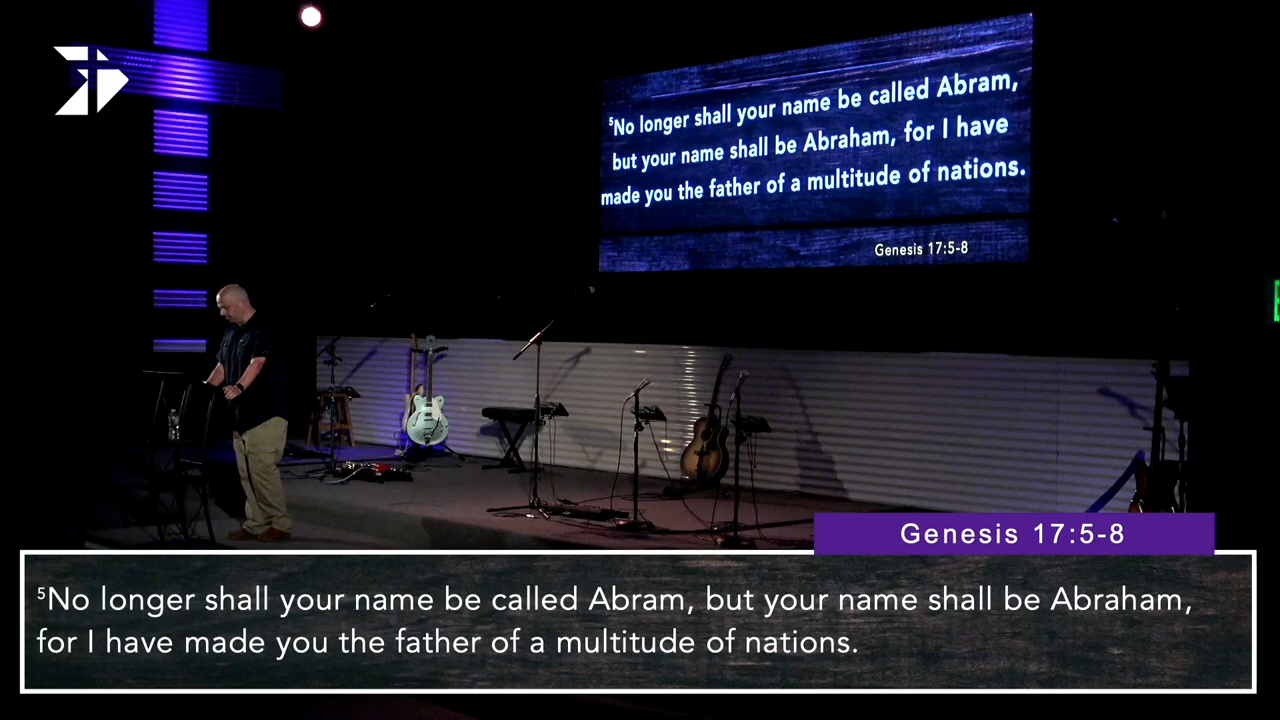 ⁵No longer shall your name be called Abram,
but your name shall be Abraham, for I have
made you the father of a multitude of nations.
Genesis 17:5-8
Genesis 17:5-8
⁵No longer shall your name be called Abram, but your name shall be Abraham,
for I have made you the father of a multitude of nations.